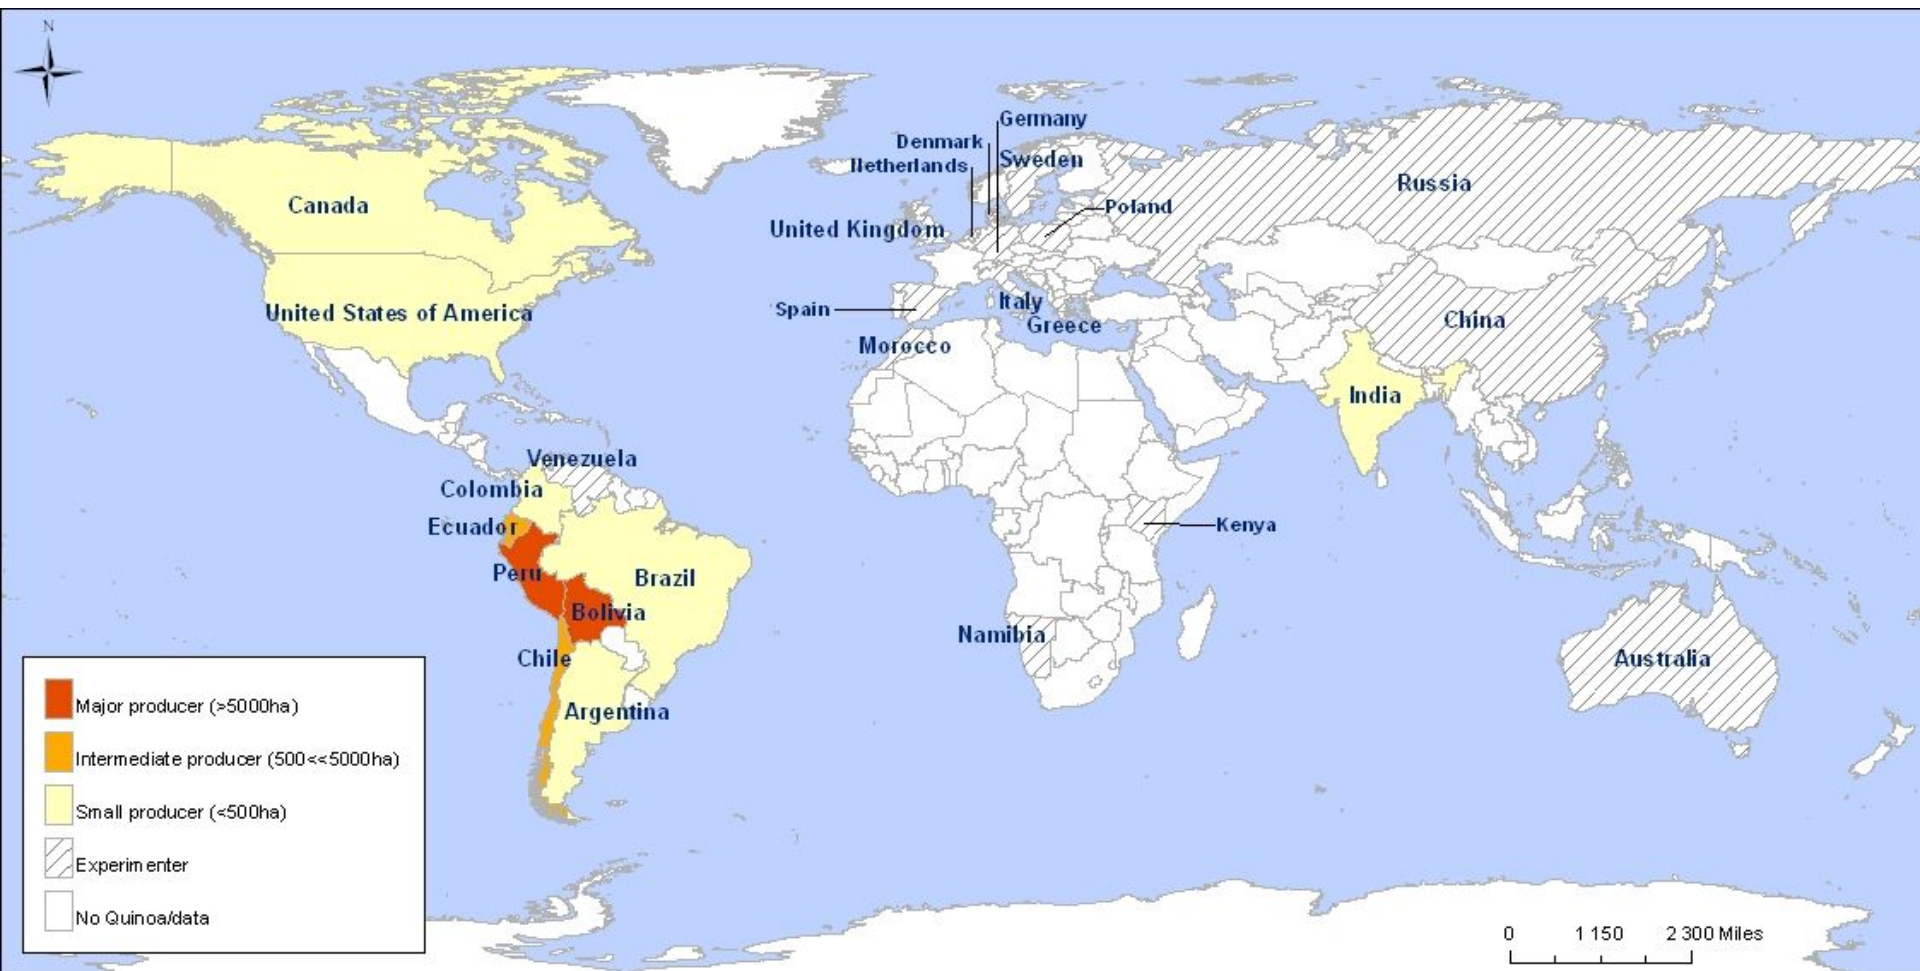 N
Germany
Denmark
Sweden
Netherlands
Russia
Canada
Poland
United Kingdom
Italy
United States of America
Spain
China
Greece
Morocco
India
Venezuela
Colombia
Ecuador
Kenya
Peru
Brazil
Bolivia
Namibia
Chile
Australia
Argentina
Major producer (>5000ha)
Intermediate producer (500<<5000ha)
Small producer (<500ha)
Experimenter
No Quinoa/data
0 1 150 2 300 Miles